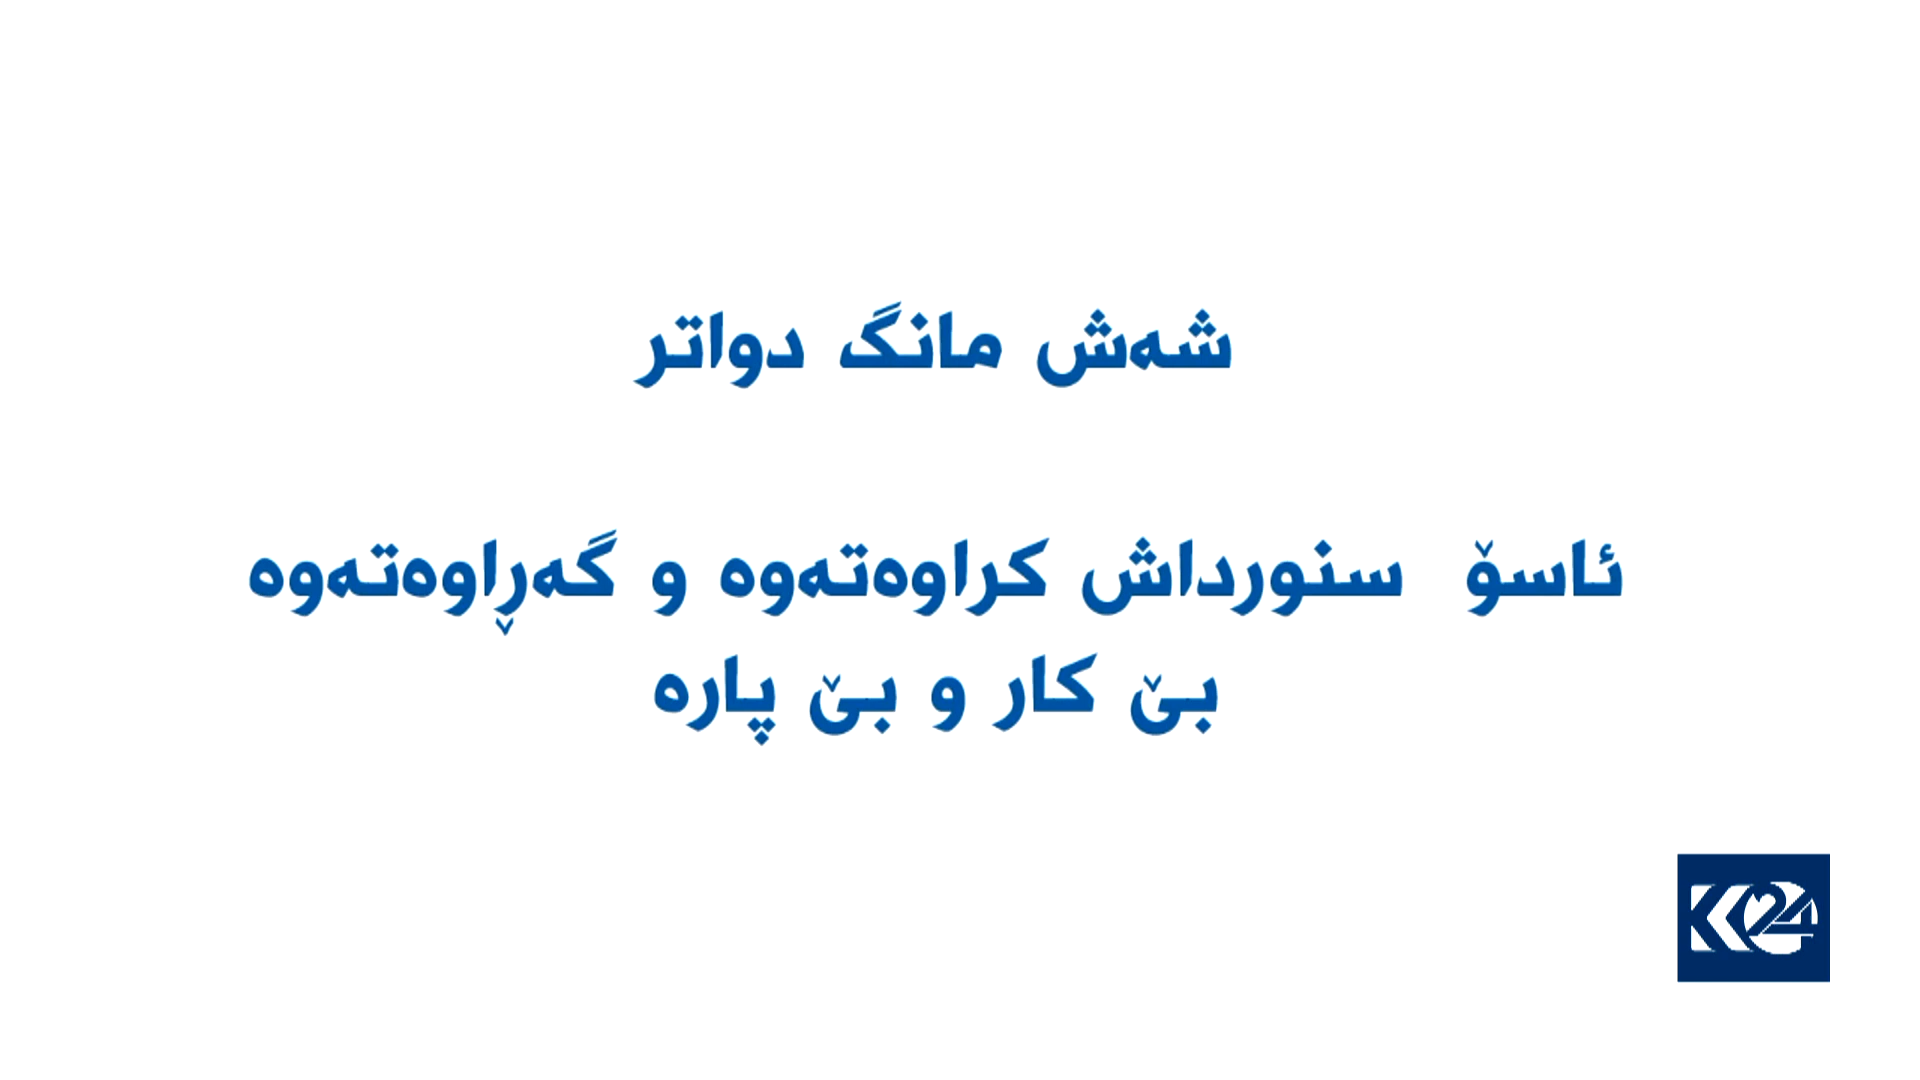 شەش مانگ دواتر
ئاسۆ سنورداش کراوەتەوە و گەڕاوەتەوە
بێ کار و بێ پارە
K24